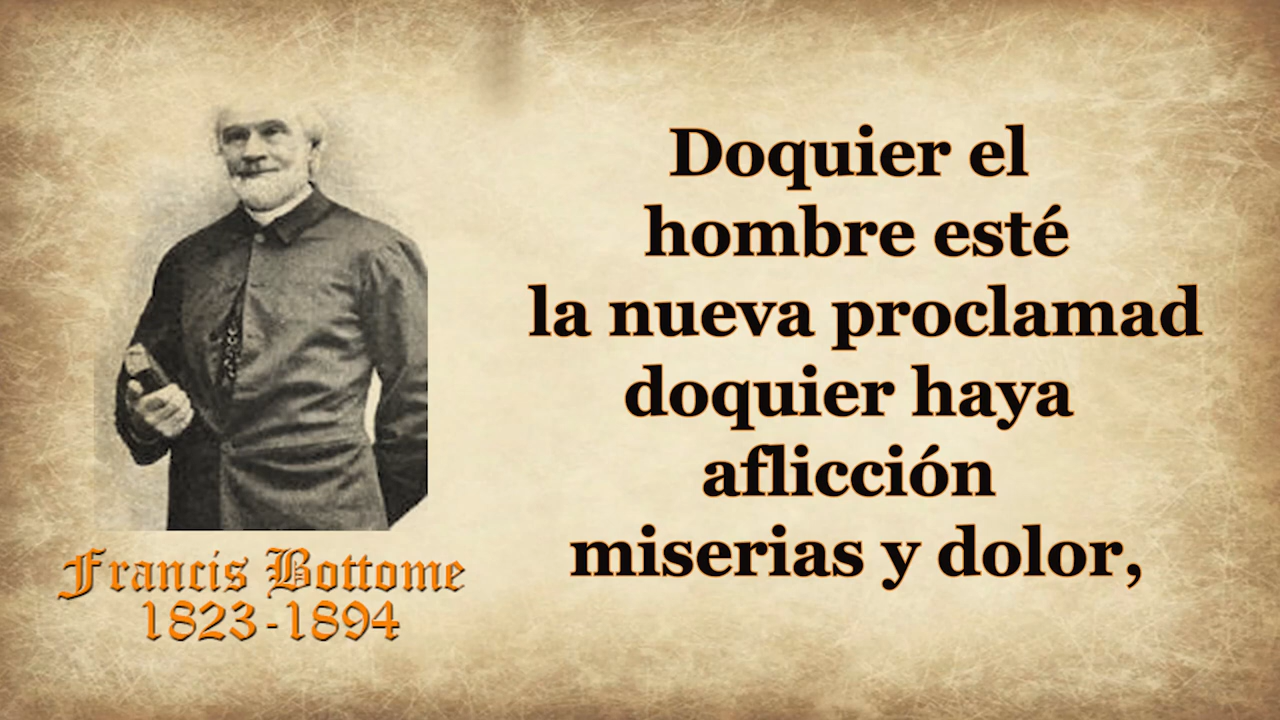 Doquier el
hombre esté
la nueva proclamad
doquier haya
aflicción
miserias y dolor,
Francis Bottome
1823-1894